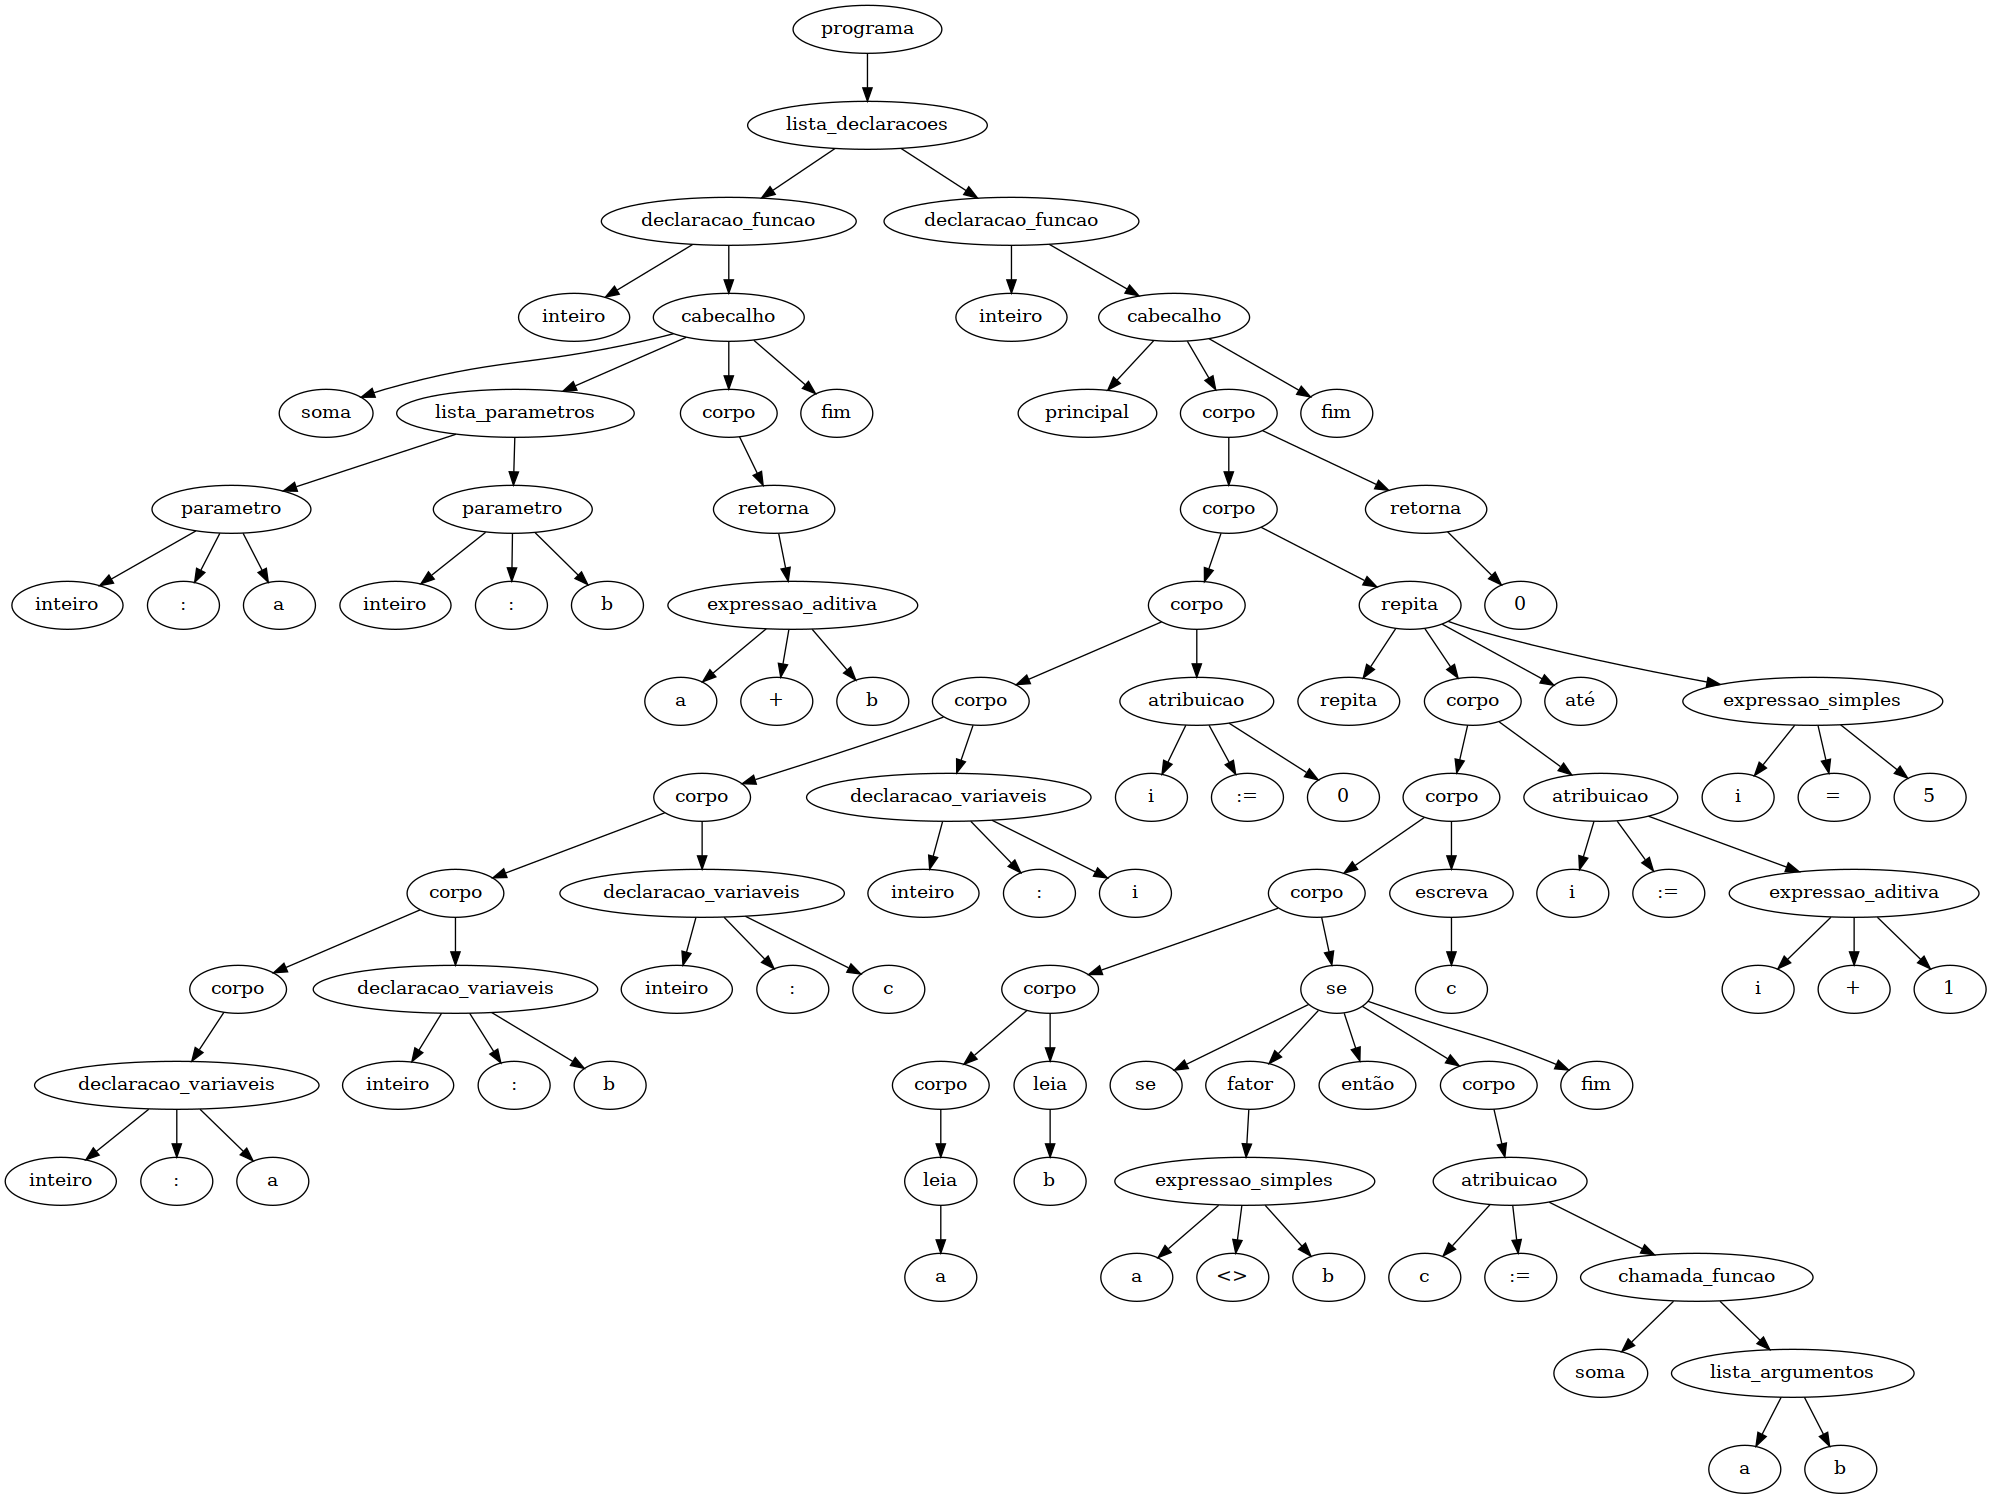 programa
lista_declaracoes
declaracao_funcao declaracao_funcao
inteiro cabecalho inteiro cabecalho
soma lista_parametros corpo fim principal corpo fim
parametro parametro retorna corpo retorna
inteiro : a inteiro : b expressao_aditiva corpo repita 0
a + b corpo atribuicao repita corpo até expressao_simples
corpo declaracao_variaveis i := 0 corpo atribuicao i = 5
corpo declaracao_variaveis inteiro : i corpo escreva i := expressao_aditiva
corpo declaracao_variaveis inteiro : c corpo se c i + 1
declaracao_variaveis inteiro : b corpo leia se fator então corpo fim
inteiro : a leia b expressao_simples atribuicao
a a <> b c := chamada_funcao
soma lista_argumentos
a b